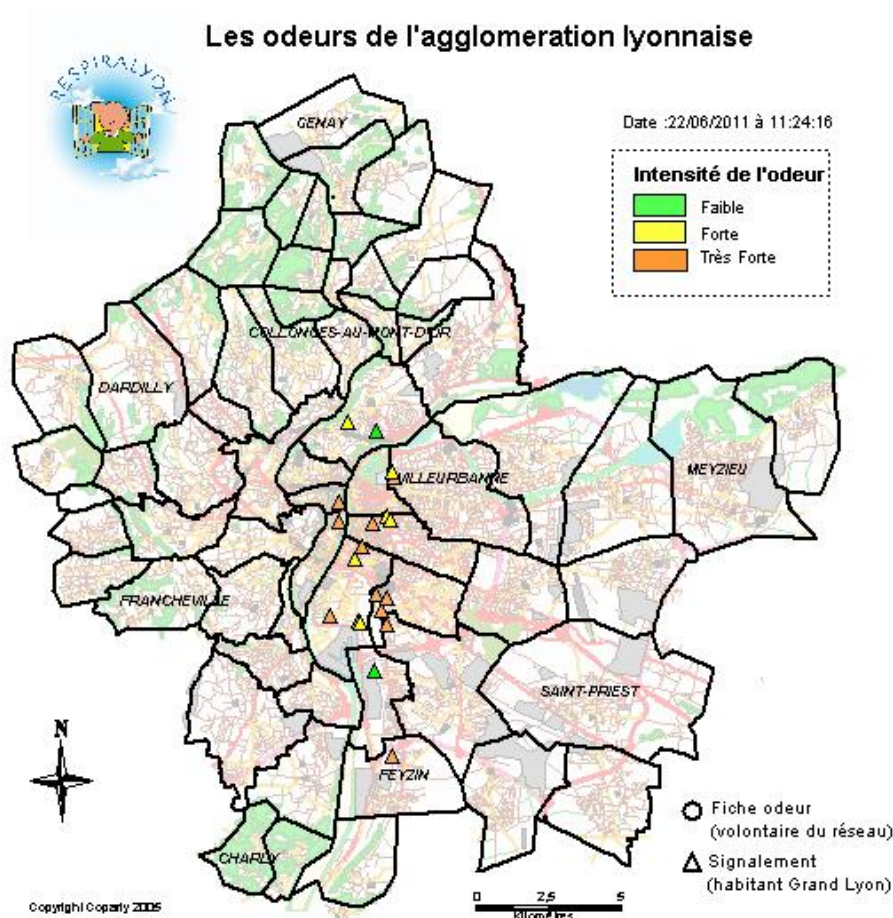 Les odeurs de l'agglomeration lyonnaise
RESPIRALYON
Date :22/06/2011 à 11:24:16
Intensité de l'odeur
Faible
Forte
Très Forte
GENAY
COLLONGES-AU-MONT-D'OR
DARDILLY
VILLEURBANNE
MEYZIEU
FRANCHEVILLE
SAINT-PRIEST
FEYZIN
CHARLY
N
Fiche odeur
(volontaire du réseau)
Signalement
(habitant Grand Lyon)
0 2,5 5
kilomètres
Copyright Coparly 2005